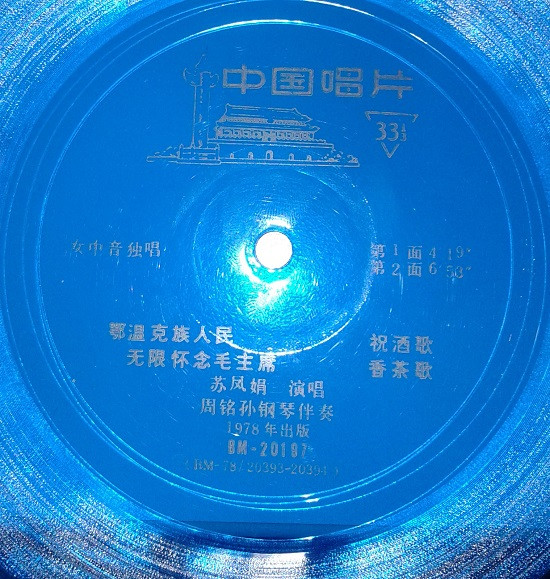 中国唱片
33⅓
女中音独唱
第1面4′19″
第2面6′53″
鄂温克族人民
无限怀念毛主席
祝酒歌
香茶歌
苏凤娟 演唱
周铭孙钢琴伴奏
1978年出版
BM-20197
(BM-78/20393-20394)